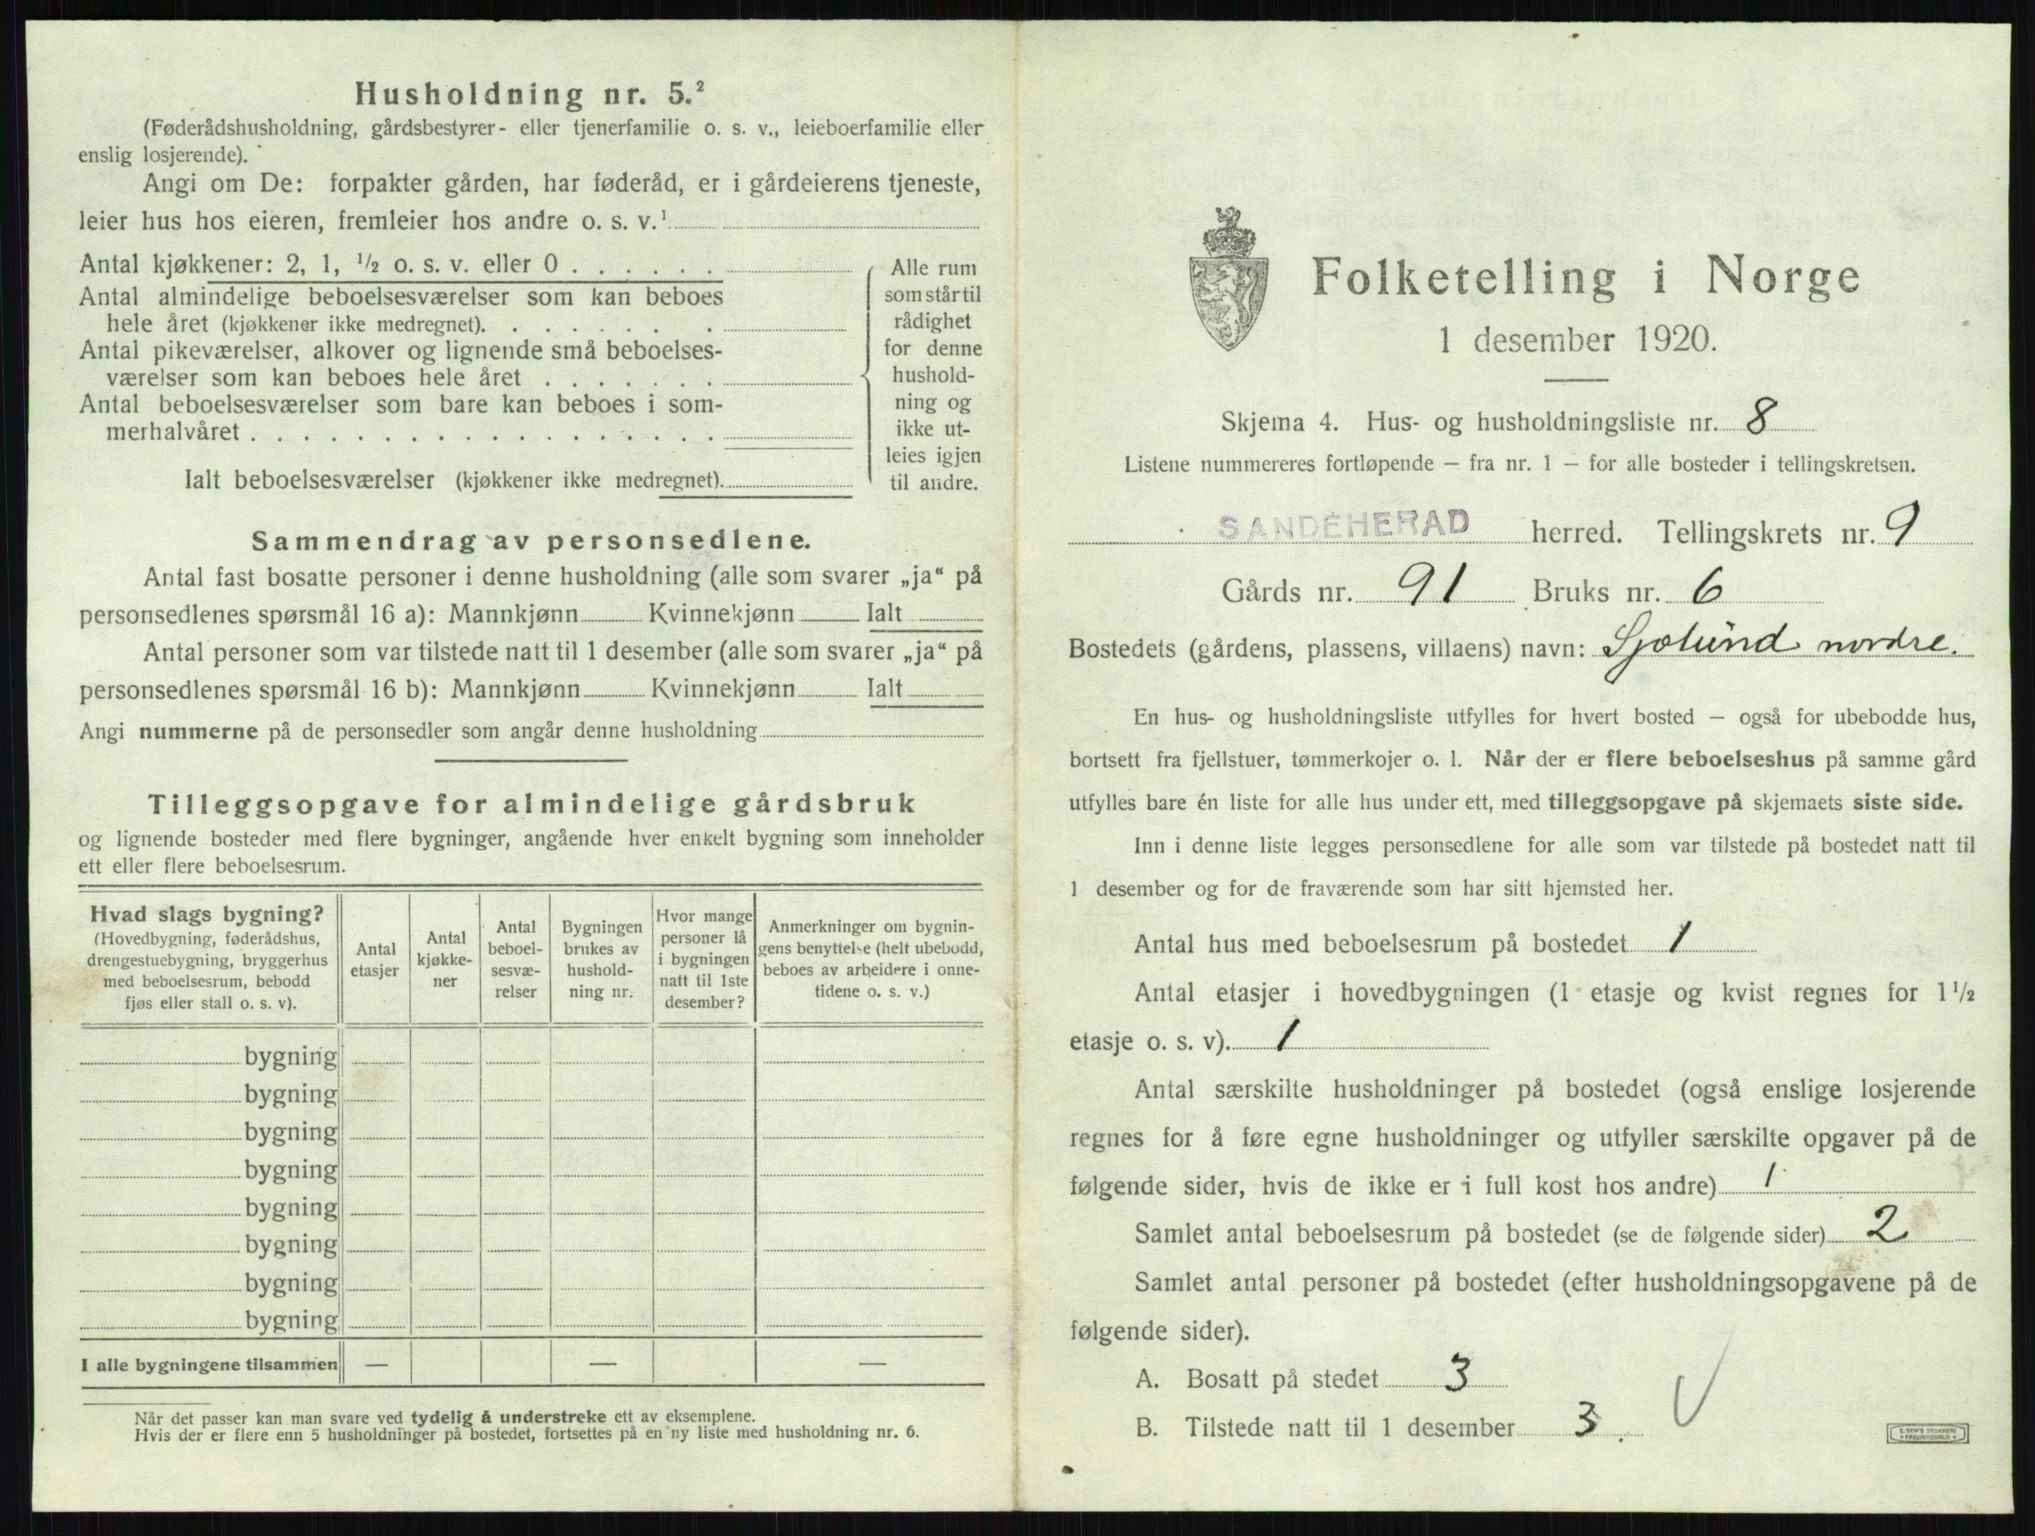 Husholdning nr. 5.²
(Føderådshusholdning, gårdsbestyrer- eller tjenerfamilie o. s. v., leieboerfamilie eller
enslig losjerende).
Angi om De: forpakter gården, har føderåd, er i gårdeierens tjeneste,
leier hus hos eieren, fremleier hos andre o. s. v.¹
Antal kjøkkener: 2, 1, ½ o. s. v. eller 0 . . . . . .
Antal almindelige beboelsesværelser som kan beboes
hele året (kjøkkener ikke medregnet). . . . . . . .
Antal pikeværelser, alkover og lignende små beboelses-
værelser som kan beboes hele året . . . . . . .
Antal beboelsesværelser som bare kan beboes i som-
merhalvåret . . . . . . . . . . . . . . . . . .
Ialt beboelsesværelser (kjøkkener ikke medregnet).
Alle rum
som står til
rådighet
for denne
hushold-
ning og
ikke ut-
leies igjen
til andre.
Sammendrag av personsedlene.
Antal fast bosatte personer i denne husholdning (alle som svarer „ja“ på
personsedlenes spørsmål 16 a): Mannkjønn Kvinnekjønn Ialt
Antal personer som var tilstede natt til 1 desember (alle som svarer „ja“ på
personsedlenes spørsmål 16 b): Mannkjønn Kvinnekjønn Ialt
Angi nummerne på de personsedler som angår denne husholdning
Tilleggsopgave for almindelige gårdsbruk
og lignende bosteder med flere bygninger, angående hver enkelt bygning som inneholder
ett eller flere beboelsesrum.
Hvad slags bygning?
(Hovedbygning, føderådshus,
drengestuebygning, bryggerhus
med beboelsesrum, bebodd
fjøs eller stall o. s. v).
Antal
etasjer
Antal
kjøkke-
ner
Antal
beboel-
sesvæ-
relser
Bygningen
brukes av
hushold-
ning nr.
Hvor mange
personer lå
i bygningen
natt til 1ste
desember?
Anmerkninger om bygnin-
gens benyttelse (helt ubebodd,
beboes av arbeidere i onne-
tidene o. s. v.)
bygning
bygning
bygning
bygning
bygning
bygning
bygning
bygning
I alle bygningene tilsammen — — —
Når det passer kan man svare ved tydelig å understreke ett av eksemplene.
Hvis der er flere enn 5 husholdninger på bostedet, fortsettes på en ny liste med husholdning nr. 6.
Folketelling i Norge
1 desember 1920.
Skjema 4. Hus- og husholdningsliste nr. 8
Listene nummereres fortløpende — fra nr. 1 — for alle bosteder i tellingskretsen.
SANDEHERAD herred. Tellingskrets nr. 9
Gårds nr. 91 Bruks nr. 6
Bostedets (gårdens, plassens, villaens) navn: Sjølund nordre.
En hus- og husholdningsliste utfylles for hvert bosted — også for ubebodde hus,
bortsett fra fjellstuer, tømmerkojer o. l. Når der er flere beboelseshus på samme gård
utfylles bare én liste for alle hus under ett, med tilleggsopgave på skjemaets siste side.
Inn i denne liste legges personsedlene for alle som var tilstede på bostedet natt til
1 desember og for de fraværende som har sitt hjemsted her.
Antal hus med beboelsesrum på bostedet 1
Antal etasjer i hovedbygningen (1 etasje og kvist regnes for 1½
etasje o. s. v). 1
Antal særskilte husholdninger på bostedet (også enslige losjerende
regnes for å føre egne husholdninger og utfyller særskilte opgaver på de
følgende sider, hvis de ikke er i full kost hos andre) 1
Samlet antal beboelsesrum på bostedet (se de følgende sider) 2
Samlet antal personer på bostedet (efter husholdningsopgavene på de
følgende sider).
A. Bosatt på stedet 3
B. Tilstede natt til 1 desember 3